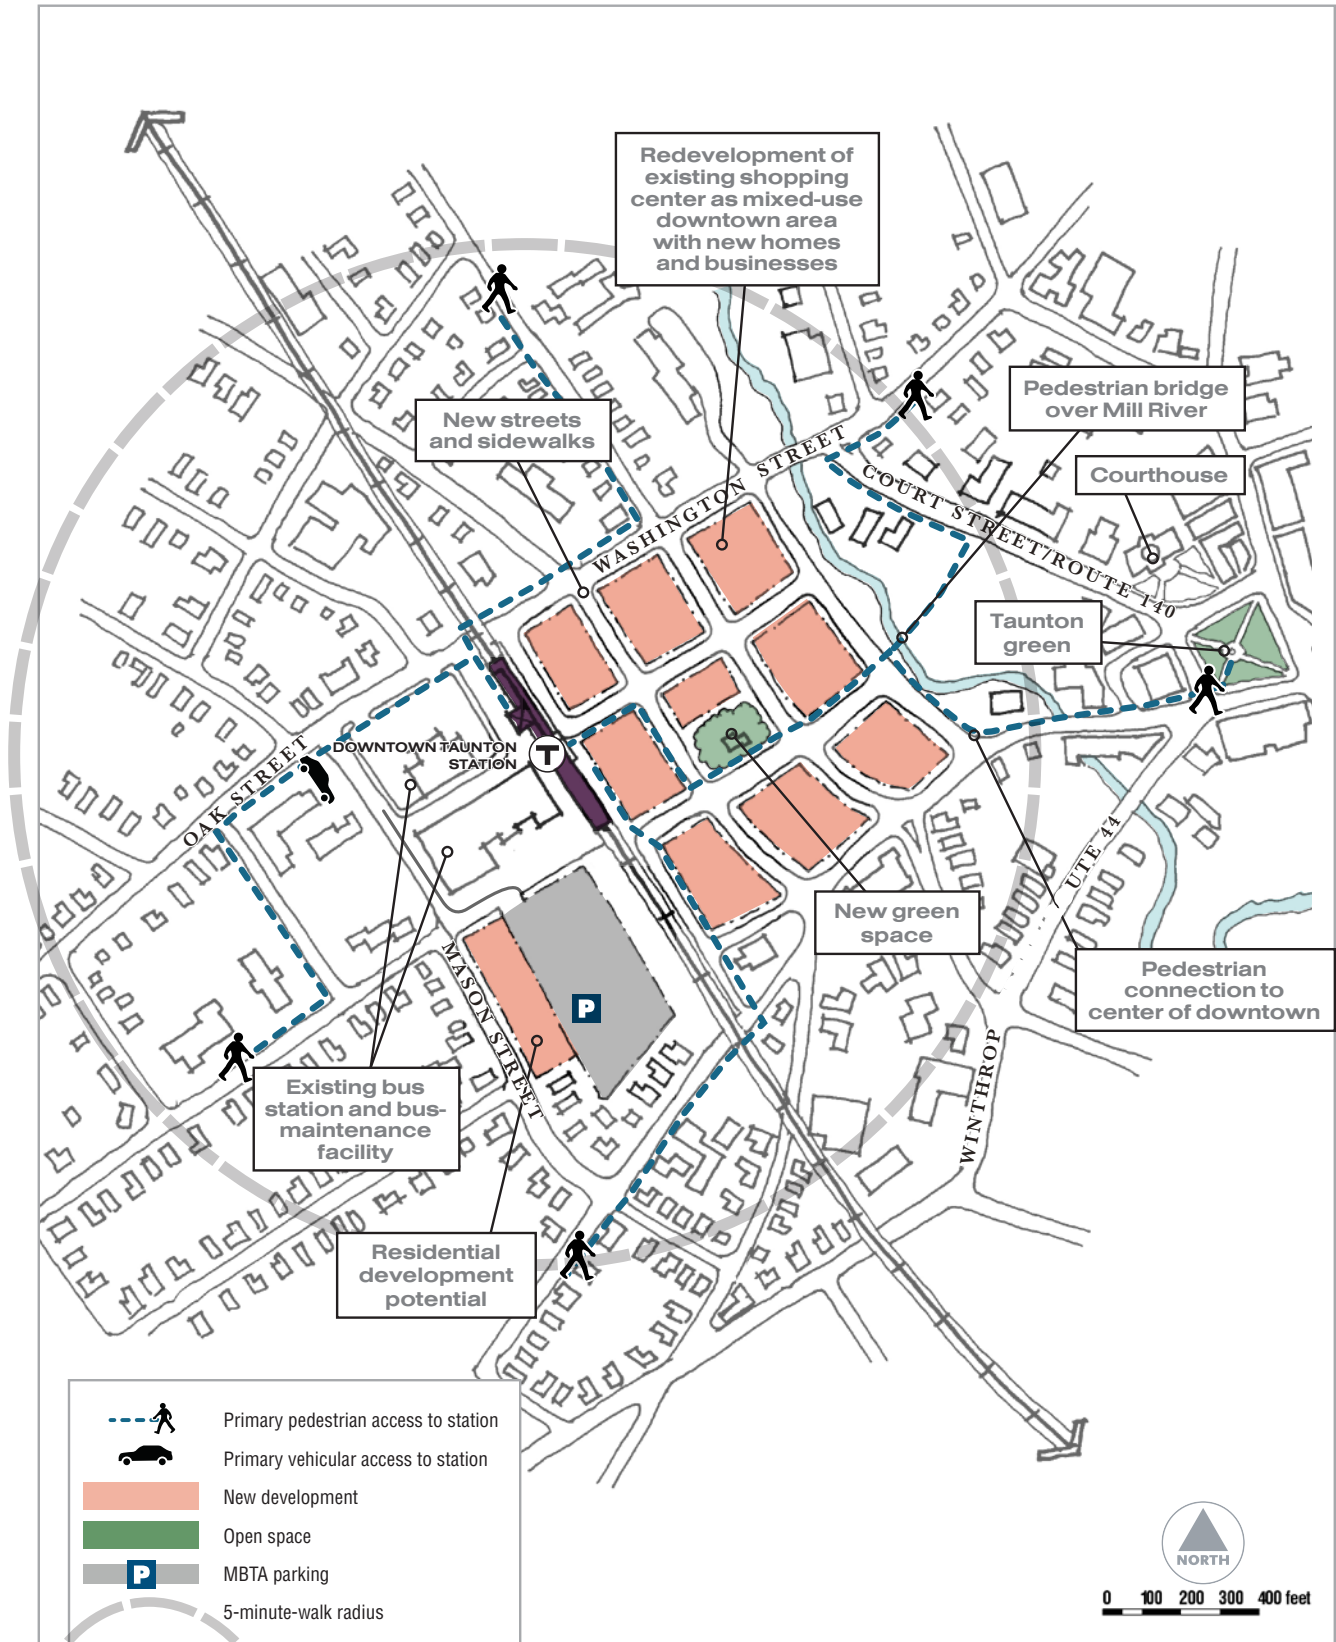 Redevelopment of
existing shopping
center as mixed-use
downtown area
with new homes
and businesses
New streets
and sidewalks
Pedestrian bridge
over Mill River
Courthouse
WASHINGTON STREET
COURT STREET/ROUTE 140
Taunton
green
OAK STREET
DOWNTOWN TAUNTON
STATION
T
UTE 44
New green
space
MASON STREET
P
Pedestrian
connection to
center of downtown
WINTHROP
Existing bus
station and bus-
maintenance
facility
Residential
development
potential
Primary pedestrian access to station
Primary vehicular access to station
New development
Open space
P
MBTA parking
5-minute-walk radius
NORTH
0 100 200 300 400 feet